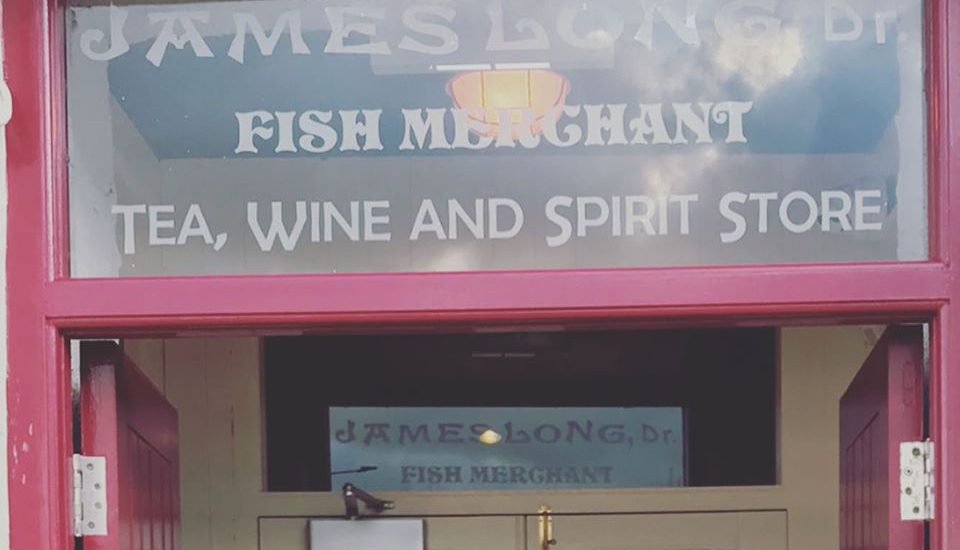 JAMES LONG, Dr.
FISH MERCHANT
TEA, WINE AND SPIRIT STORE
JAMES LONG, Dr.
FISH MERCHANT